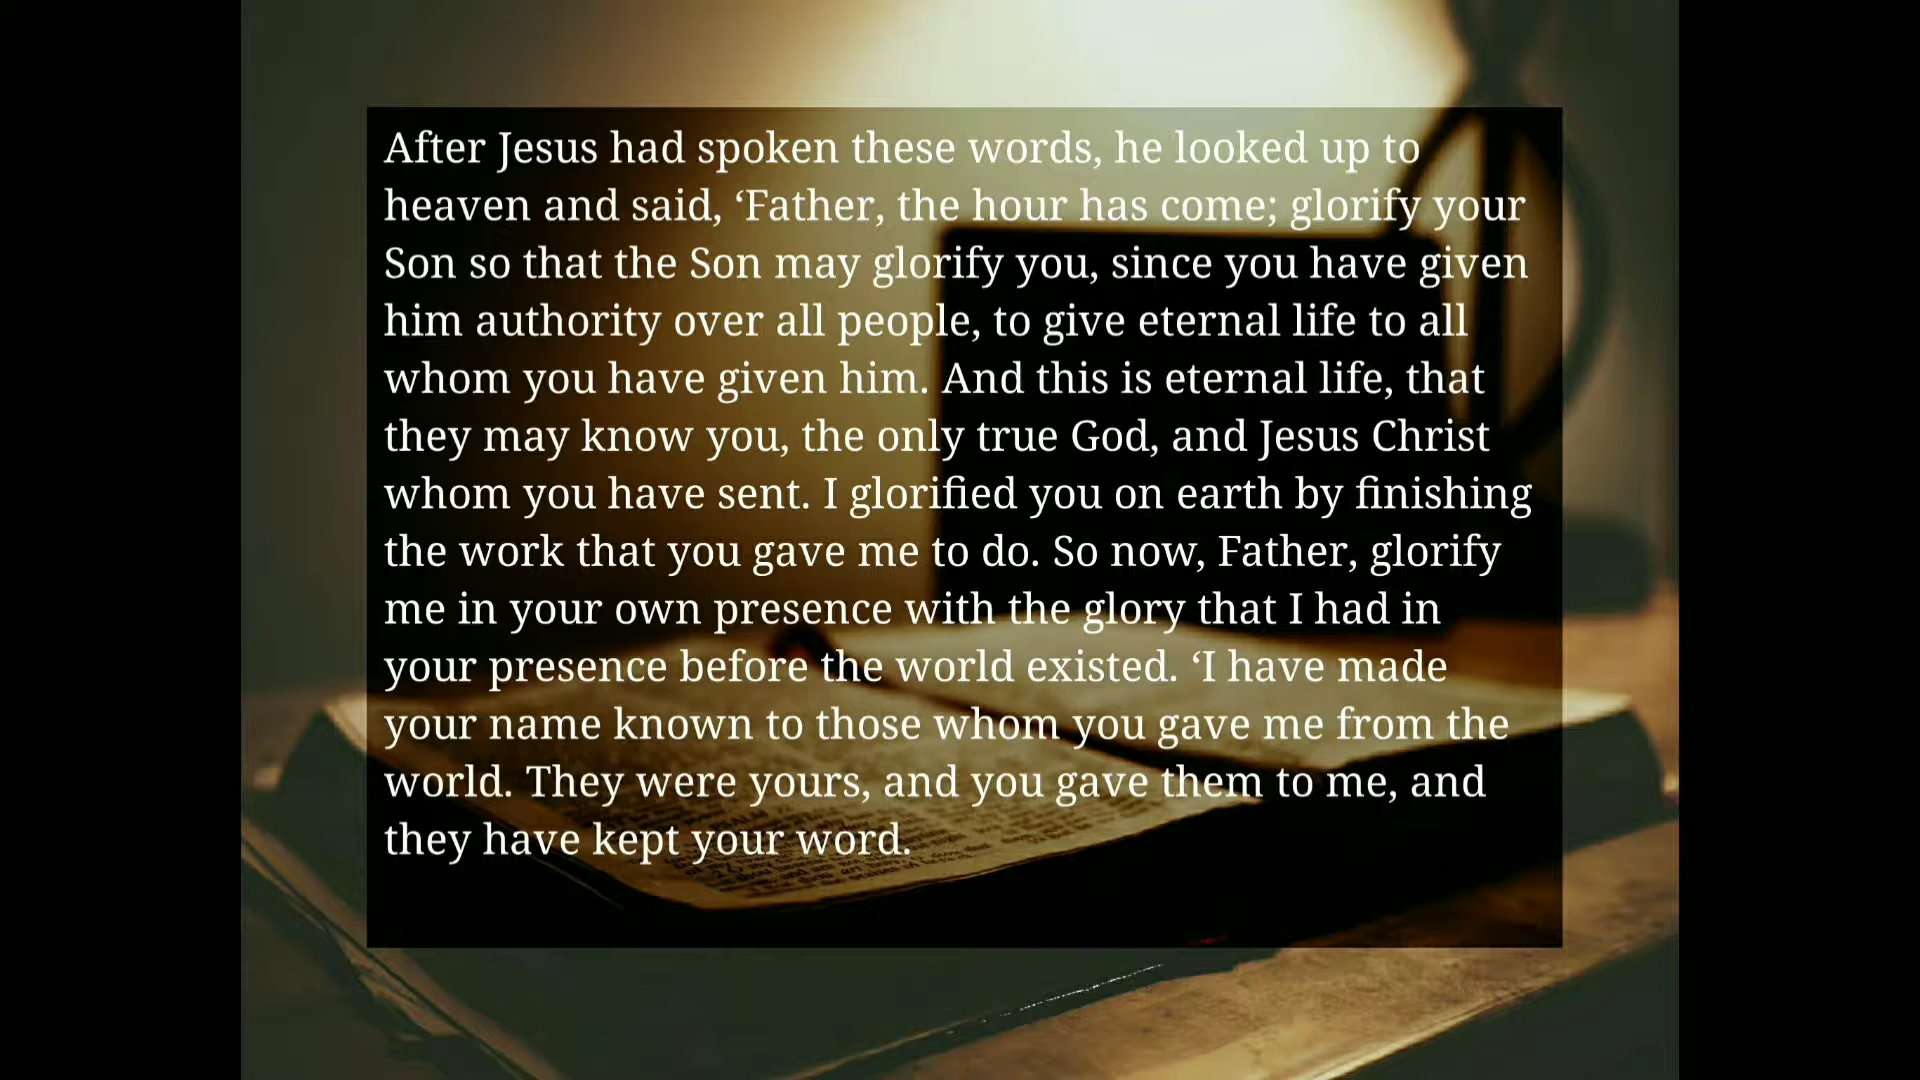 After Jesus had spoken these words, he looked up to
heaven and said, ‘Father, the hour has come; glorify your
Son so that the Son may glorify you, since you have given
him authority over all people, to give eternal life to all
whom you have given him. And this is eternal life, that
they may know you, the only true God, and Jesus Christ
whom you have sent. I glorified you on earth by finishing
the work that you gave me to do. So now, Father, glorify
me in your own presence with the glory that I had in
your presence before the world existed. ‘I have made
your name known to those whom you gave me from the
world. They were yours, and you gave them to me, and
they have kept your word.